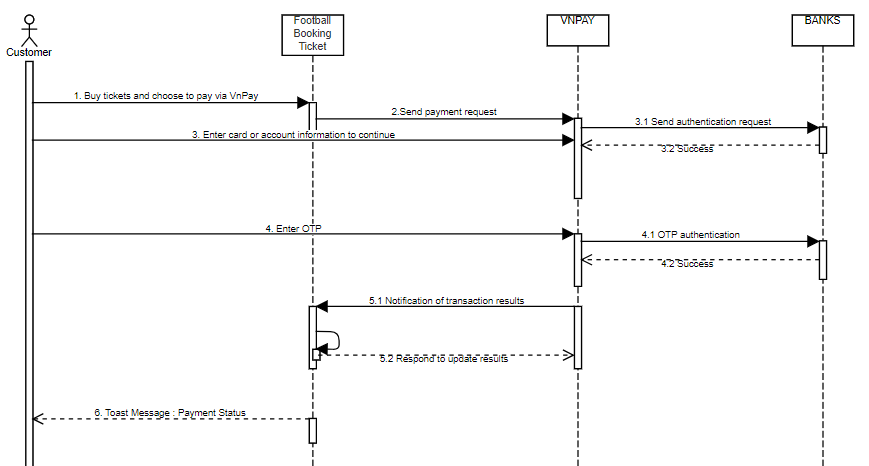 Football
Booking
Ticket
VNPAY
BANKS
Customer
1. Buy tickets and choose to pay via VnPay
2.Send payment request
3.1 Send authentication request
3. Enter card or account information to continue
3.2 Success
4. Enter OTP
4.1 OTP authentication
4.2 Success
5.1 Notification of transaction results
5.2 Respond to update results
6. Toast Message : Payment Status